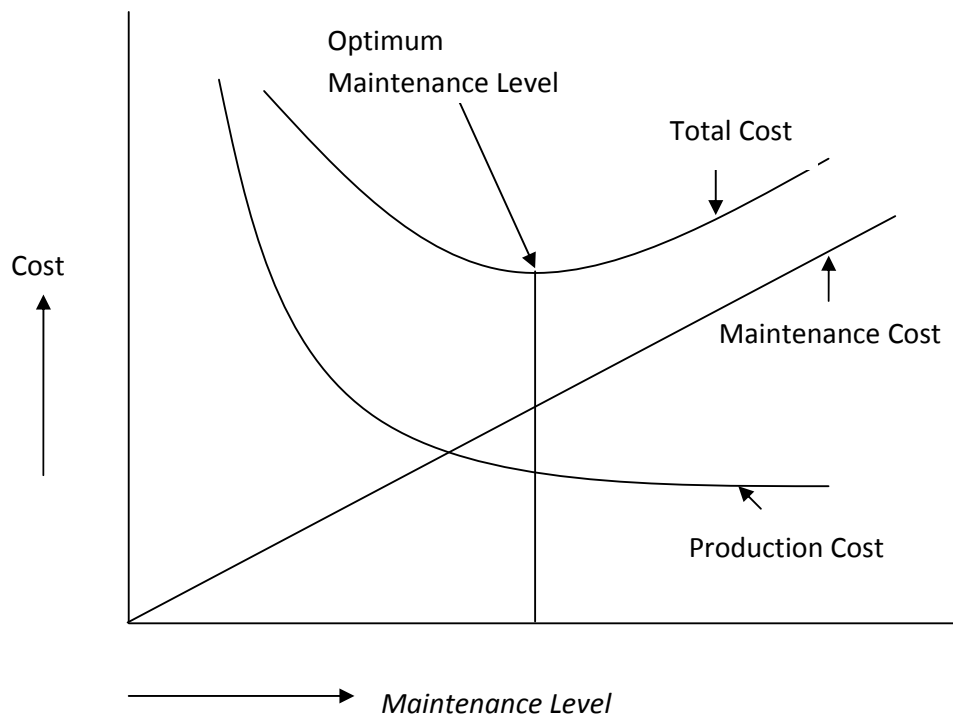 Optimum
Maintenance Level
Total Cost
Cost
Maintenance Cost
Production Cost
Maintenance Level